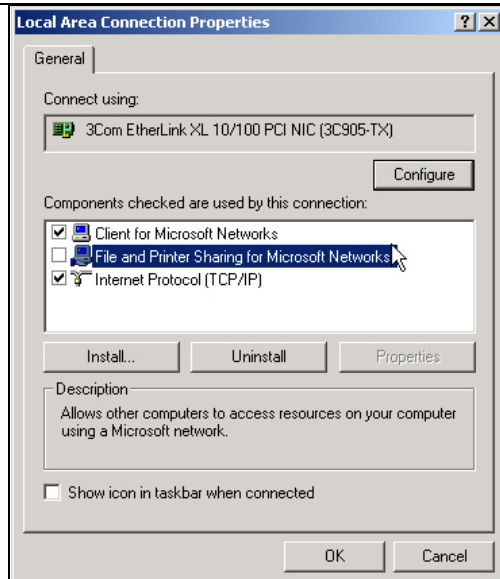 Local Area Connection Properties
General
Connect using:
3Com EtherLink XL 10/100 PCI NIC (3C905-TX)
Configure
Components checked are used by this connection:
Client for Microsoft Networks
File and Printer Sharing for Microsoft Networks
Internet Protocol (TCP/IP)
Install... Uninstall Properties
Description
Allows other computers to access resources on your computer
using a Microsoft network.
Show icon in taskbar when connected
OK Cancel